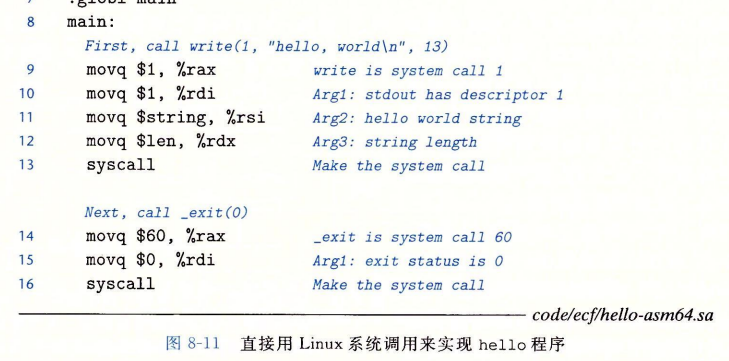 7 .globl main
8 main:
First, call write(1, "hello, world\n", 13)
9 movq $1, %rax write is system call 1
10 movq $1, %rdi Arg1: stdout has descriptor 1
11 movq $string, %rsi Arg2: hello world string
12 movq $len, %rdx Arg3: string length
13 syscall Make the system call
Next, call _exit(0)
14 movq $60, %rax _exit is system call 60
15 movq $0, %rdi Arg1: exit status is 0
16 syscall Make the system call
code/ecf/hello-asm64.sa
图 8-11 直接用 Linux 系统调用来实现 hello 程序